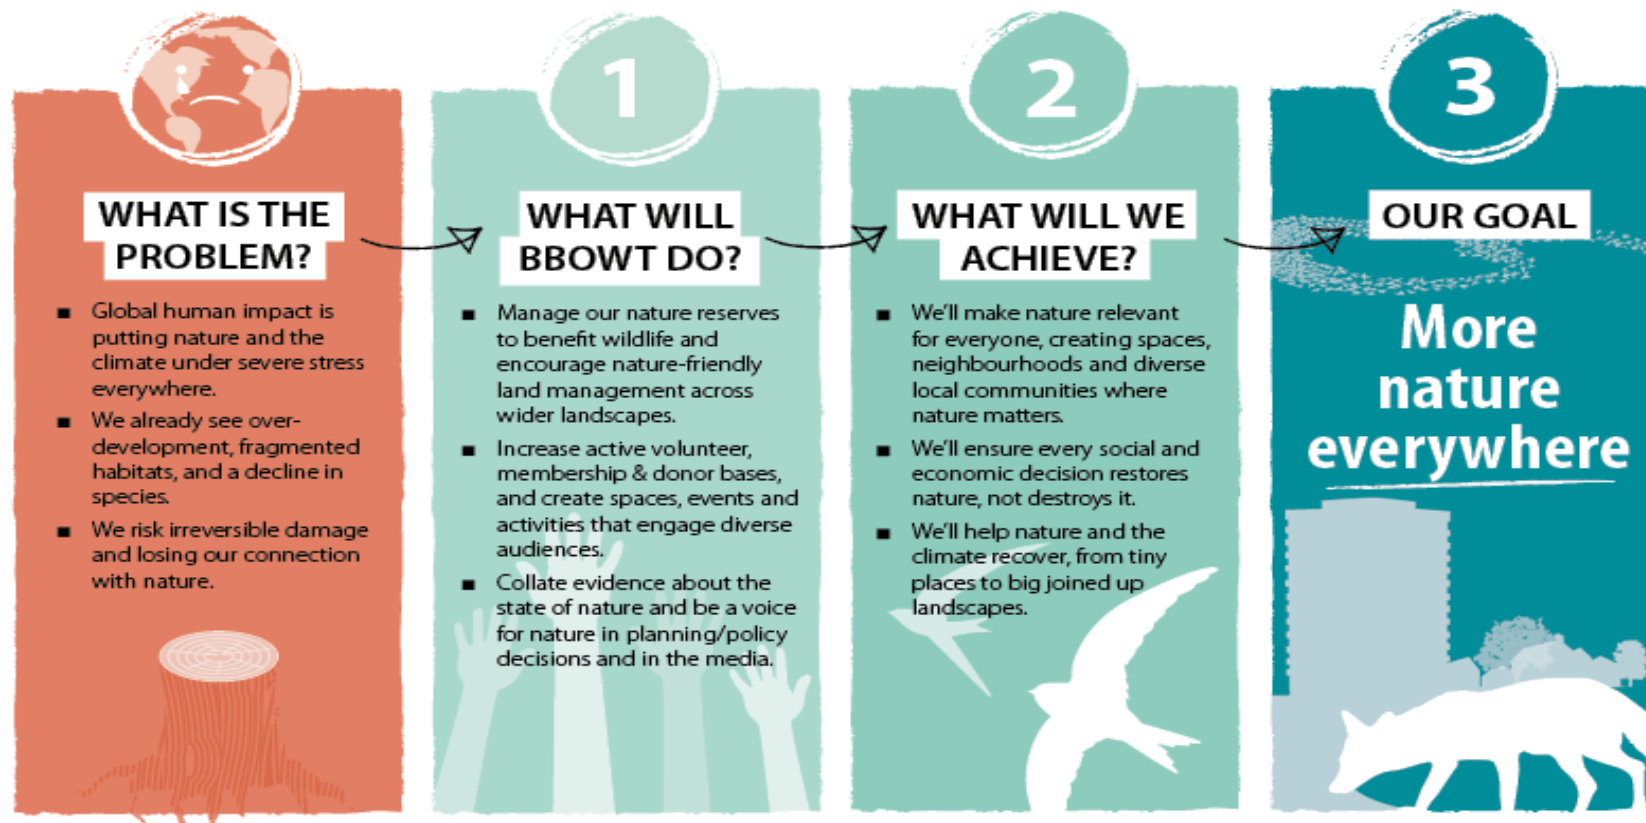 WHAT IS THE
PROBLEM?
■ Global human impact is
putting nature and the
climate under severe stress
everywhere.
■ We already see over-
development, fragmented
habitats, and a decline in
species.
■ We risk irreversible damage
and losing our connection
with nature.
1
WHAT WILL
BBOWT DO?
■ Manage our nature reserves
to benefit wildlife and
encourage nature-friendly
land management across
wider landscapes.
■ Increase active volunteer,
membership & donor bases,
and create spaces, events and
activities that engage diverse
audiences.
■ Collate evidence about the
state of nature and be a voice
for nature in planning/policy
decisions and in the media.
2
WHAT WILL WE
ACHIEVE?
■ We'll make nature relevant
for everyone, creating spaces,
neighbourhoods and diverse
local communities where
nature matters.
■ We'll ensure every social and
economic decision restores
nature, not destroys it.
■ We'll help nature and the
climate recover, from tiny
places to big joined up
landscapes.
3
OUR GOAL
More
nature
everywhere